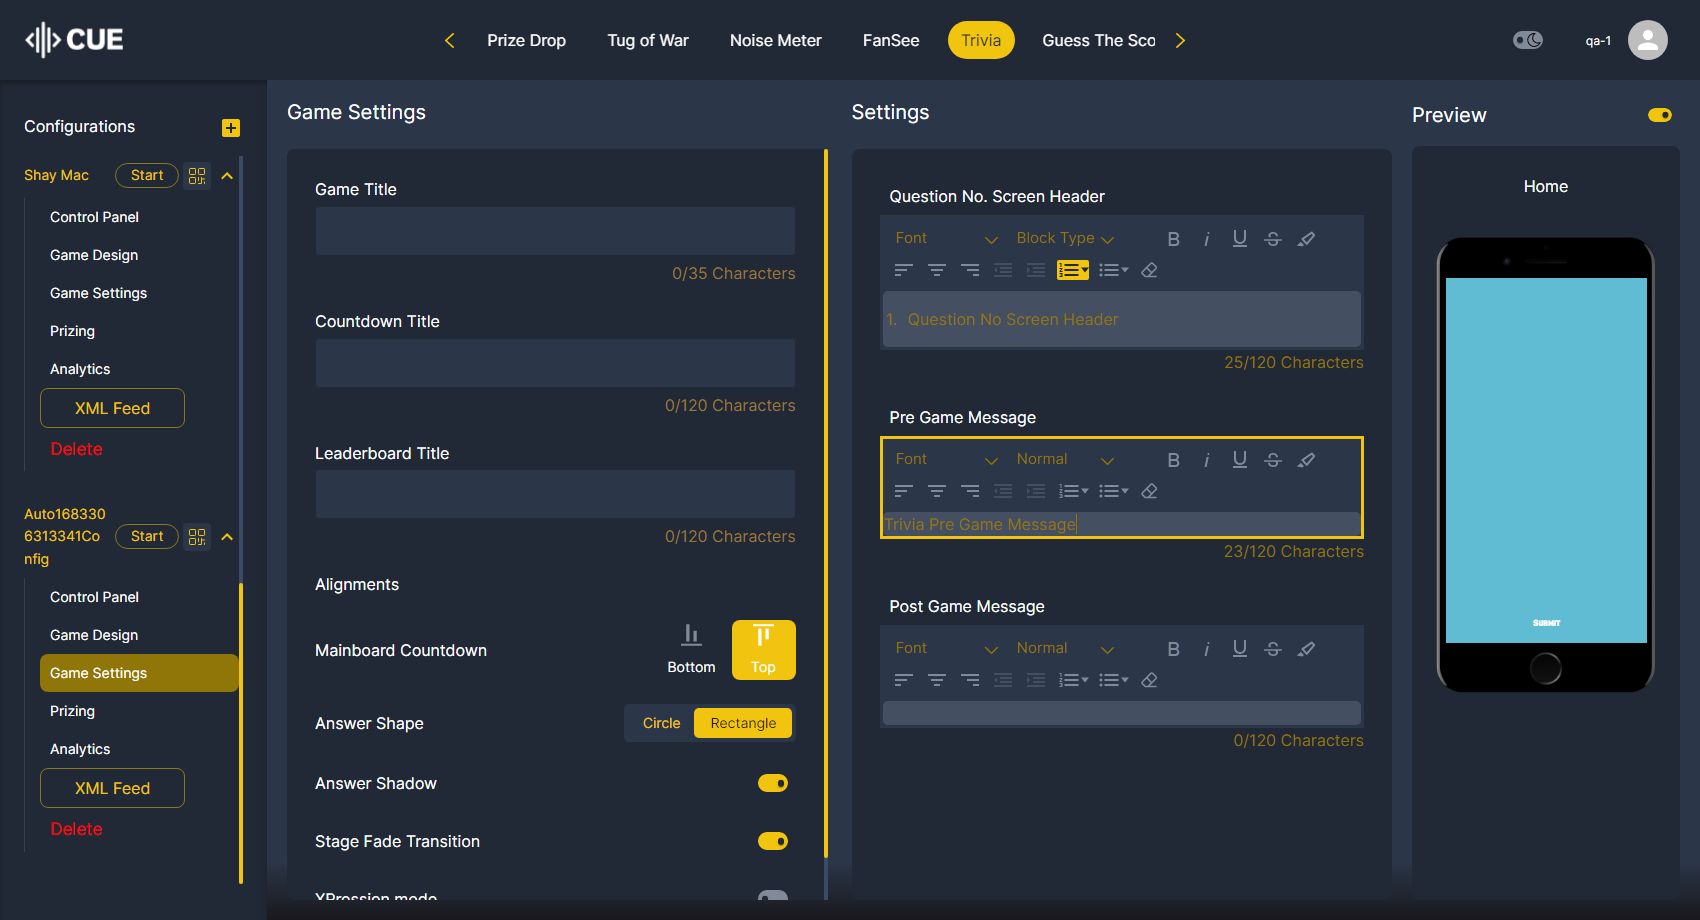 CUE
Prize Drop
Tug of War
Noise Meter
FanSee
Trivia
Guess The Sco
qa-1
Configurations
Shay Mac
Start
Control Panel
Game Design
Game Settings
Prizing
Analytics
XML Feed
Delete
Auto168330
6313341Co
nfig
Start
Control Panel
Game Design
Game Settings
Prizing
Analytics
XML Feed
Delete
Game Settings
Game Title
0/35 Characters
Countdown Title
0/120 Characters
Leaderboard Title
0/120 Characters
Alignments
Mainboard Countdown
Bottom
Top
Answer Shape
Circle
Rectangle
Answer Shadow
Stage Fade Transition
XPression mode
Settings
Question No. Screen Header
Font
Block Type
B
i
U
S
1. Question No Screen Header
25/120 Characters
Pre Game Message
Font
Normal
B
i
U
S
Trivia Pre Game Message
23/120 Characters
Post Game Message
Font
Normal
B
i
U
S
0/120 Characters
Preview
Home
SUBMIT